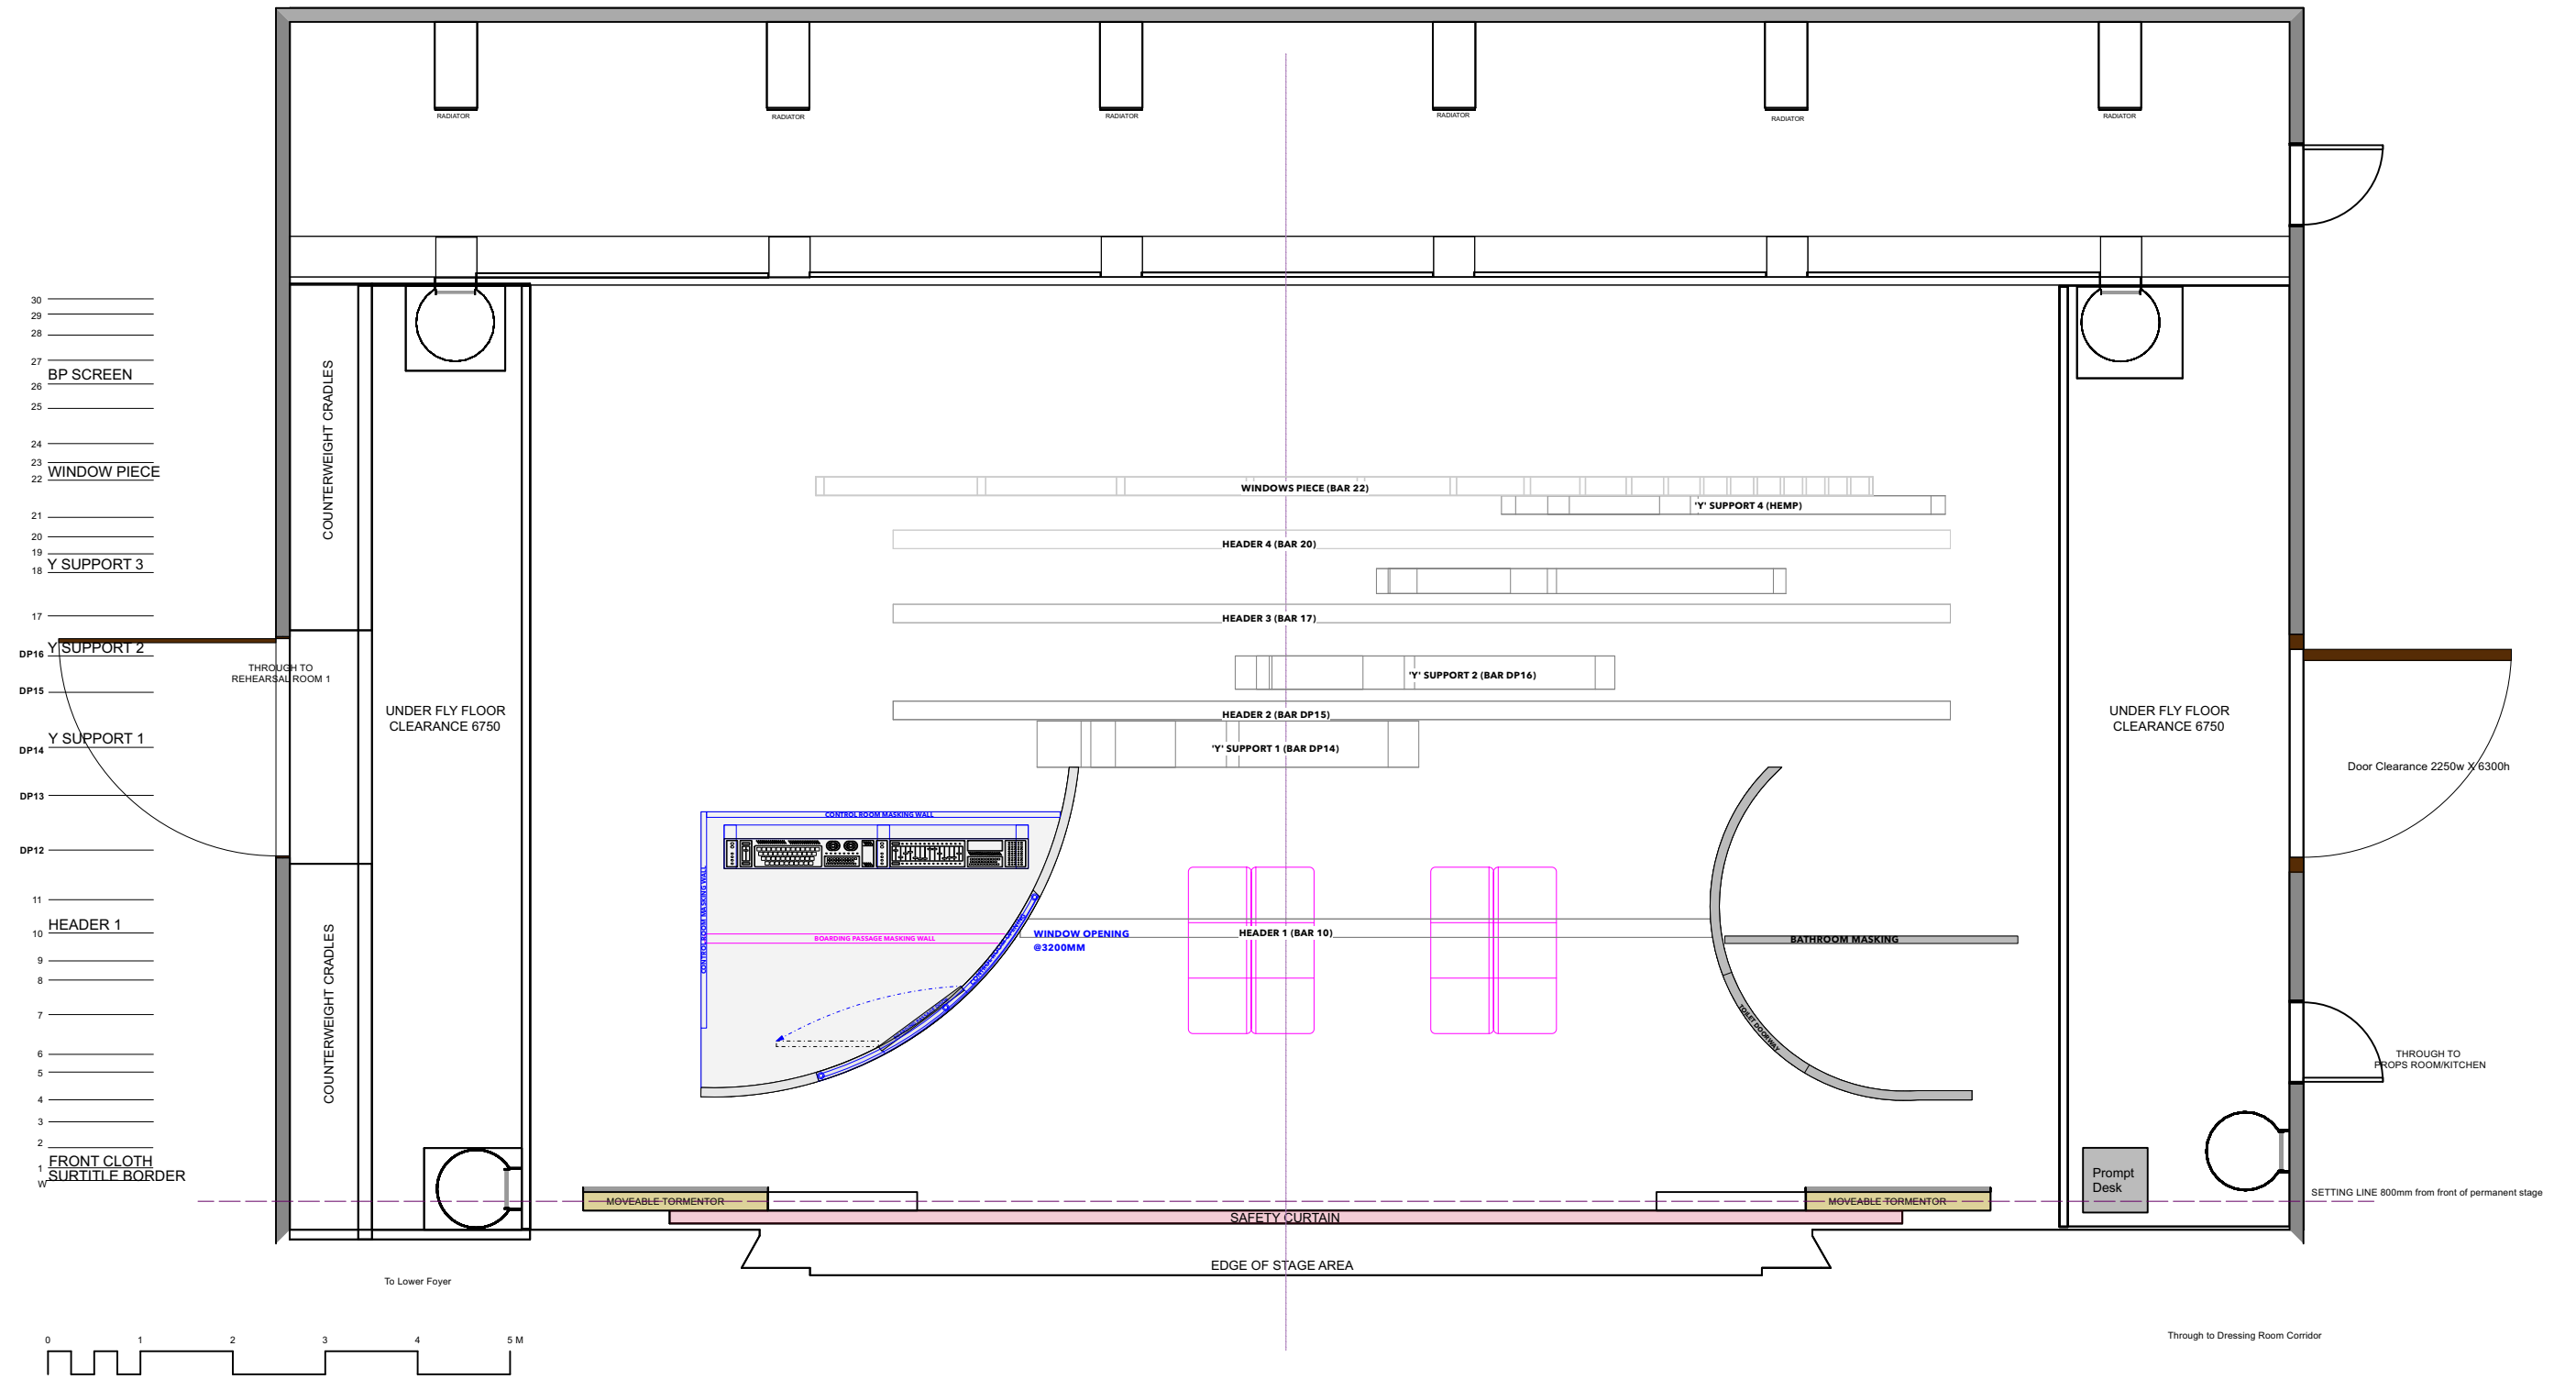 RADIATOR
RADIATOR
RADIATOR
RADIATOR
RADIATOR
RADIATOR
30
29
28
27
BP SCREEN
26
25
24
23
WINDOW PIECE
22
21
20
19
Y SUPPORT 3
18
17
Y SUPPORT 2
DP16
DP15
Y SUPPORT 1
DP14
DP13
DP12
11
HEADER 1
10
9
8
7
6
5
4
3
2
FRONT CLOTH
1
SURTITLE BORDER
W
COUNTERWEIGHT CRADLES
THROUGH TO
REHEARSAL ROOM 1
COUNTERWEIGHT CRADLES
UNDER FLY FLOOR
CLEARANCE 6750
WINDOWS PIECE (BAR 22)
'Y' SUPPORT 4 (HEMP)
HEADER 4 (BAR 20)
HEADER 3 (BAR 17)
'Y' SUPPORT 2 (BAR DP16)
HEADER 2 (BAR DP15)
'Y' SUPPORT 1 (BAR DP14)
CONTROL ROOM MASKING WALL
CONTROL ROOM MASKING WALL
BOARDING PASSAGE MASKING WALL
WINDOW OPENING
@3200MM
HEADER 1 (BAR 10)
BATHROOM MASKING
TOILET DOORWAY
UNDER FLY FLOOR
CLEARANCE 6750
Door Clearance 2250w X 6300h
THROUGH TO
PROPS ROOM/KITCHEN
Prompt
Desk
SETTING LINE 800mm from front of permanent stage
MOVEABLE TORMENTOR
MOVEABLE TORMENTOR
SAFETY CURTAIN
EDGE OF STAGE AREA
To Lower Foyer
Through to Dressing Room Corridor
0 1 2 3 4 5 M